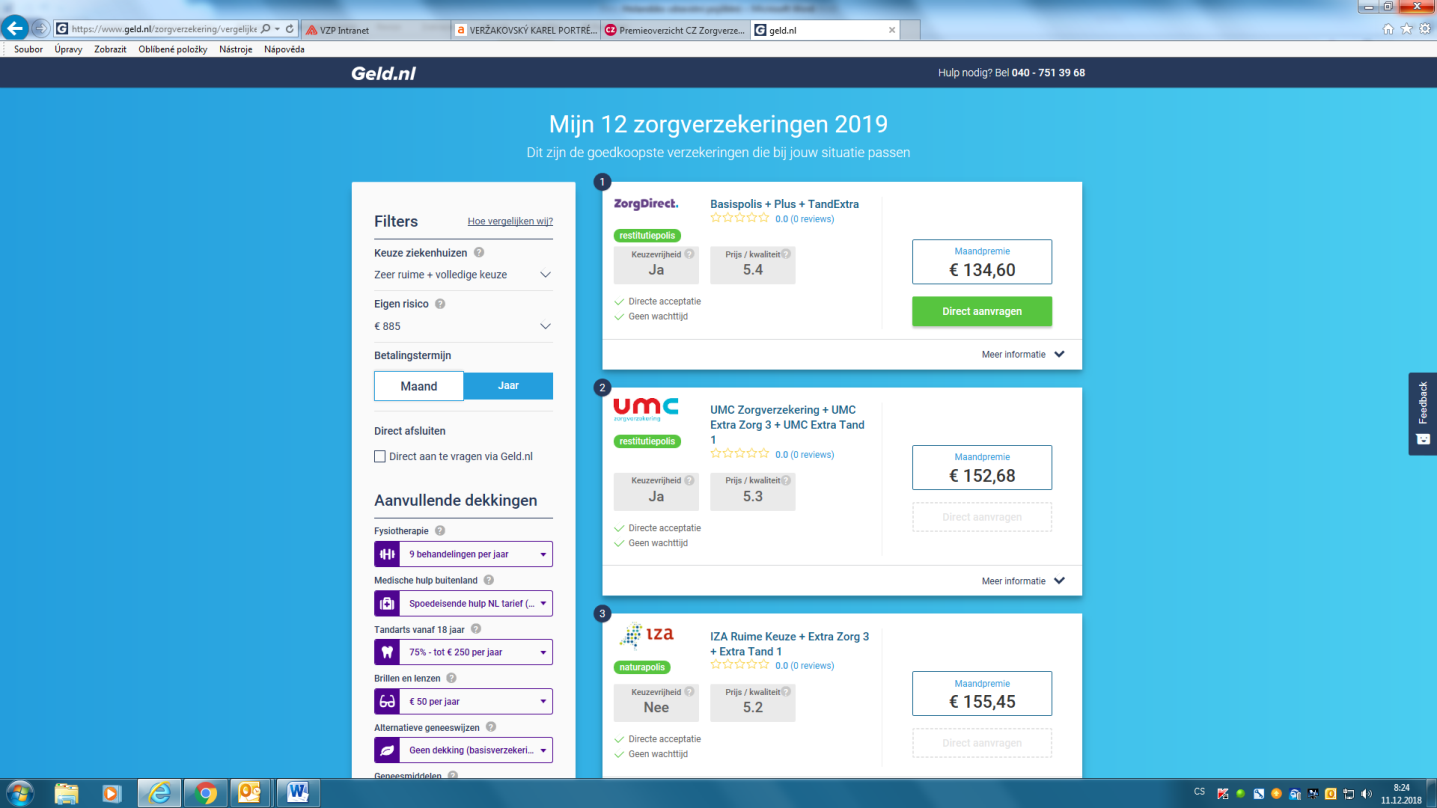 https://www.geld.nl/zorgverzekering/vergelijke
VZP Intranet
VERŽAKOVSKÝ KAREL PORTRÉ...
Premieoverzicht CZ Zorgverze...
geld.nl
Soubor Úpravy Zobrazit Oblíbené položky Nástroje Nápověda
Geld.nl
Hulp nodig? Bel 040 - 751 39 68
Mijn 12 zorgverzekeringen 2019
Dit zijn de goedkoopste verzekeringen die bij jouw situatie passen
Filters
Hoe vergelijken wij?
Keuze ziekenhuizen ?
Zeer ruime + volledige keuze
Eigen risico ?
€ 885
Betalingstermijn
Maand Jaar
Direct afsluiten
Direct aan te vragen via Geld.nl
Aanvullende dekkingen
Fysiotherapie ?
9 behandelingen per jaar
Medische hulp buitenland ?
Spoedeisende hulp NL tarief (...
Tandarts vanaf 18 jaar ?
75% - tot € 250 per jaar
Brillen en lenzen ?
€ 50 per jaar
Alternatieve geneeswijzen ?
Geen dekking (basisverzekeri...
Geneesmiddelen ?
1
ZorgDirect.
restitutiepolis
Basispolis + Plus + TandExtra
0.0 (0 reviews)
Keuzevrijheid ?
Ja
Prijs / kwaliteit ?
5.4
Directe acceptatie
Geen wachttijd
Maandpremie
€ 134,60
Direct aanvragen
Meer informatie
2
umc
zorgverzekering
restitutiepolis
UMC Zorgverzekering + UMC
Extra Zorg 3 + UMC Extra Tand
1
0.0 (0 reviews)
Keuzevrijheid ?
Ja
Prijs / kwaliteit ?
5.3
Directe acceptatie
Geen wachttijd
Maandpremie
€ 152,68
Direct aanvragen
Meer informatie
3
IZA
naturapolis
IZA Ruime Keuze + Extra Zorg 3
+ Extra Tand 1
0.0 (0 reviews)
Keuzevrijheid ?
Nee
Prijs / kwaliteit ?
5.2
Directe acceptatie
Geen wachttijd
Maandpremie
€ 155,45
Direct aanvragen
Feedback
CS
8:24
11.12.2018